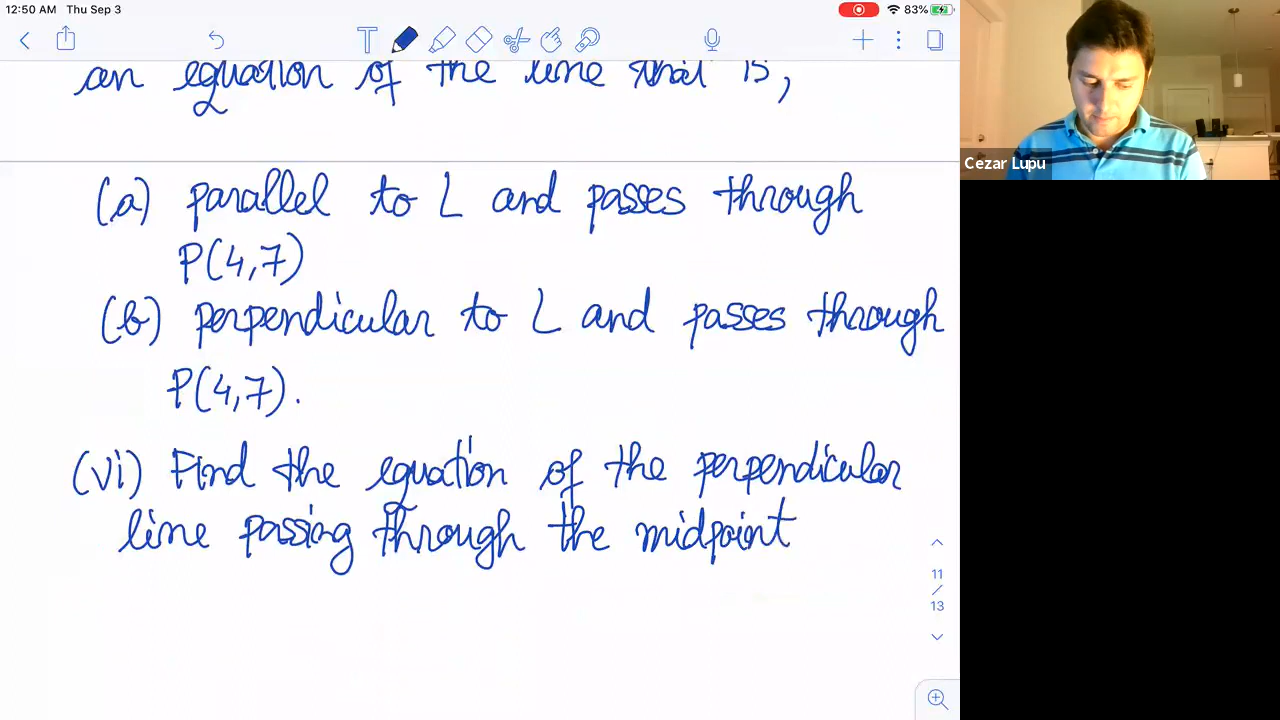 12:50 AM Thu Sep 3
83%
an equation of the line that is,
(a) parallel to L and passes through
P(4,7)
(b) perpendicular to L and passes through
P(4,7).
(vi) Find the equation of the perpendicular
line passing through the midpoint
11
/
13
Cezar Lupu